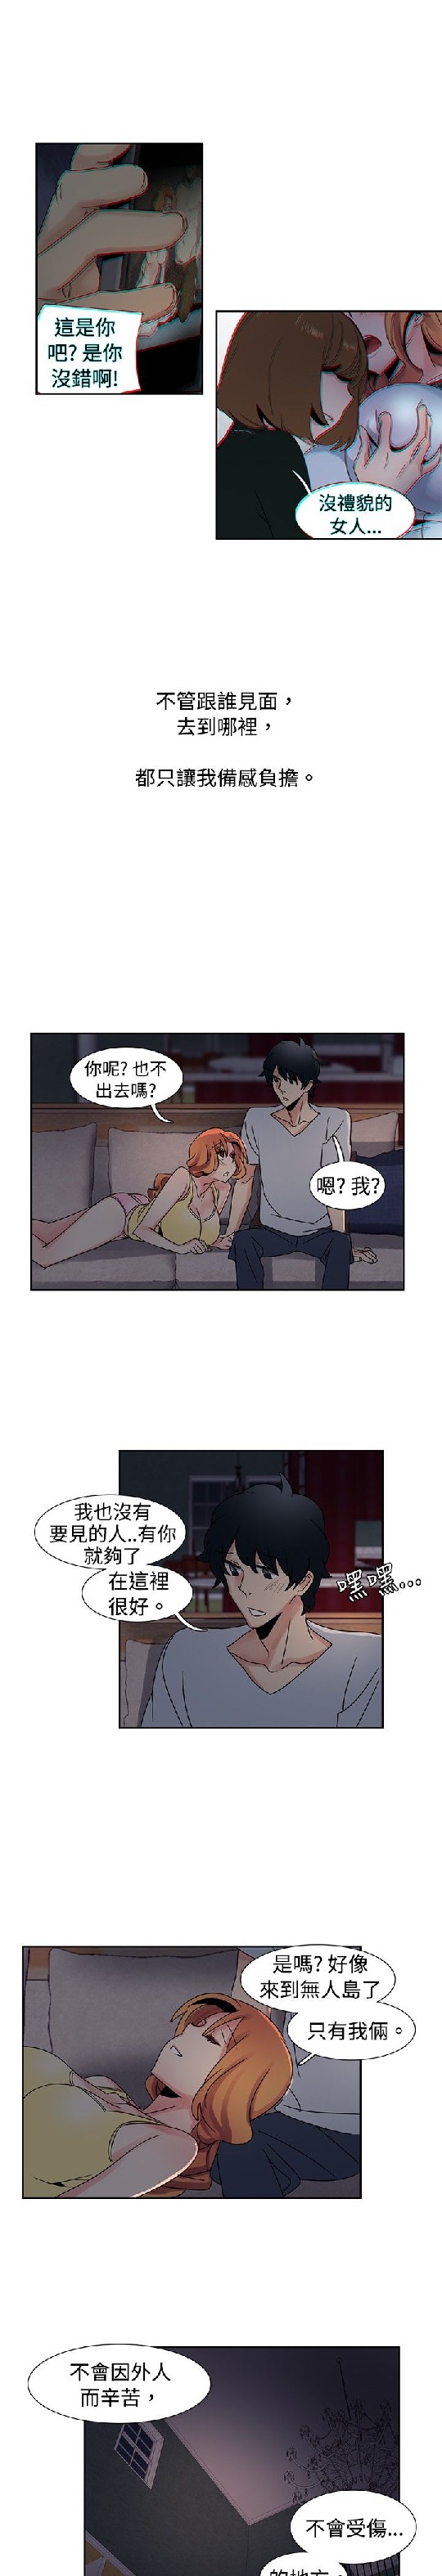 這是你
吧? 是你
沒錯啊!
沒禮貌的
女人...
不管跟誰見面，
去到哪裡，
都只讓我備感負擔。
你呢? 也不
出去嗎?
嗯? 我?
我也沒有
要見的人..有你
就夠了
在這裡
很好。
嘿嘿...
是嗎? 好像
來到無人島了
只有我倆。
不會因外人
而辛苦，
不會受傷...
的地方。